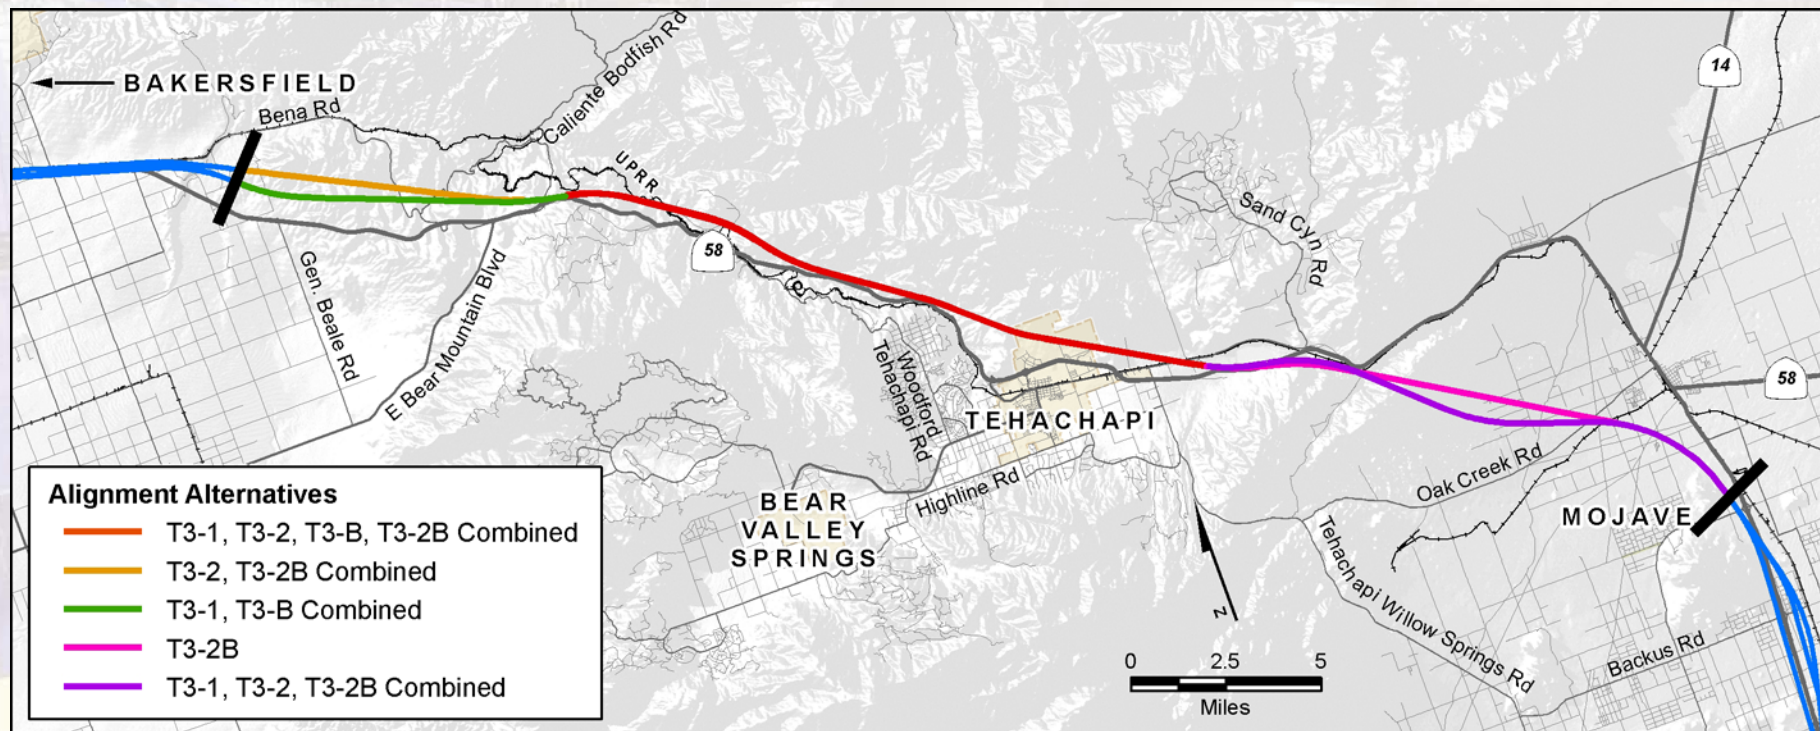 BAKERSFIELD
Bena Rd
Caliente Bodfish Rd
UPRR
14
58
Sand Cyn Rd
Gen. Beale Rd
E Bear Mountain Blvd
Woodford
Tehachapi Rd
TEHACHAPI
58
Highline Rd
Oak Creek Rd
BEAR
VALLEY
SPRINGS
MOJAVE
Tehachapi Willow Springs Rd
Backus Rd
N
0 2.5 5
Miles
Alignment Alternatives
T3-1, T3-2, T3-B, T3-2B Combined
T3-2, T3-2B Combined
T3-1, T3-B Combined
T3-2B
T3-1, T3-2, T3-2B Combined